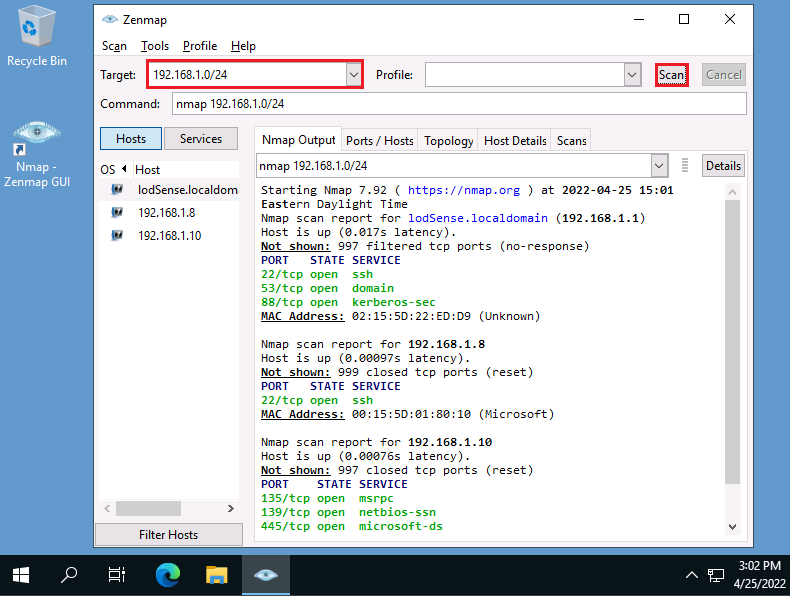 Recycle Bin
Nmap -
Zenmap GUI
Zenmap
Scan Tools Profile Help
Target: 192.168.1.0/24 Profile: Scan Cancel
Command: nmap 192.168.1.0/24
Hosts Services
Nmap Output Ports / Hosts Topology Host Details Scans
OS Host
lodSense.localdom
192.168.1.8
192.168.1.10
Filter Hosts
nmap 192.168.1.0/24 Details
Starting Nmap 7.92 ( https://nmap.org ) at 2022-04-25 15:01
Eastern Daylight Time
Nmap scan report for lodSense.localdomain (192.168.1.1)
Host is up (0.017s latency).
Not shown: 997 filtered tcp ports (no-response)
PORT STATE SERVICE
22/tcp open ssh
53/tcp open domain
88/tcp open kerberos-sec
MAC Address: 02:15:5D:22:ED:D9 (Unknown)
Nmap scan report for 192.168.1.8
Host is up (0.00097s latency).
Not shown: 999 closed tcp ports (reset)
PORT STATE SERVICE
22/tcp open ssh
MAC Address: 00:15:5D:01:80:10 (Microsoft)
Nmap scan report for 192.168.1.10
Host is up (0.00076s latency).
Not shown: 997 closed tcp ports (reset)
PORT STATE SERVICE
135/tcp open msrpc
139/tcp open netbios-ssn
445/tcp open microsoft-ds
3:02 PM
4/25/2022